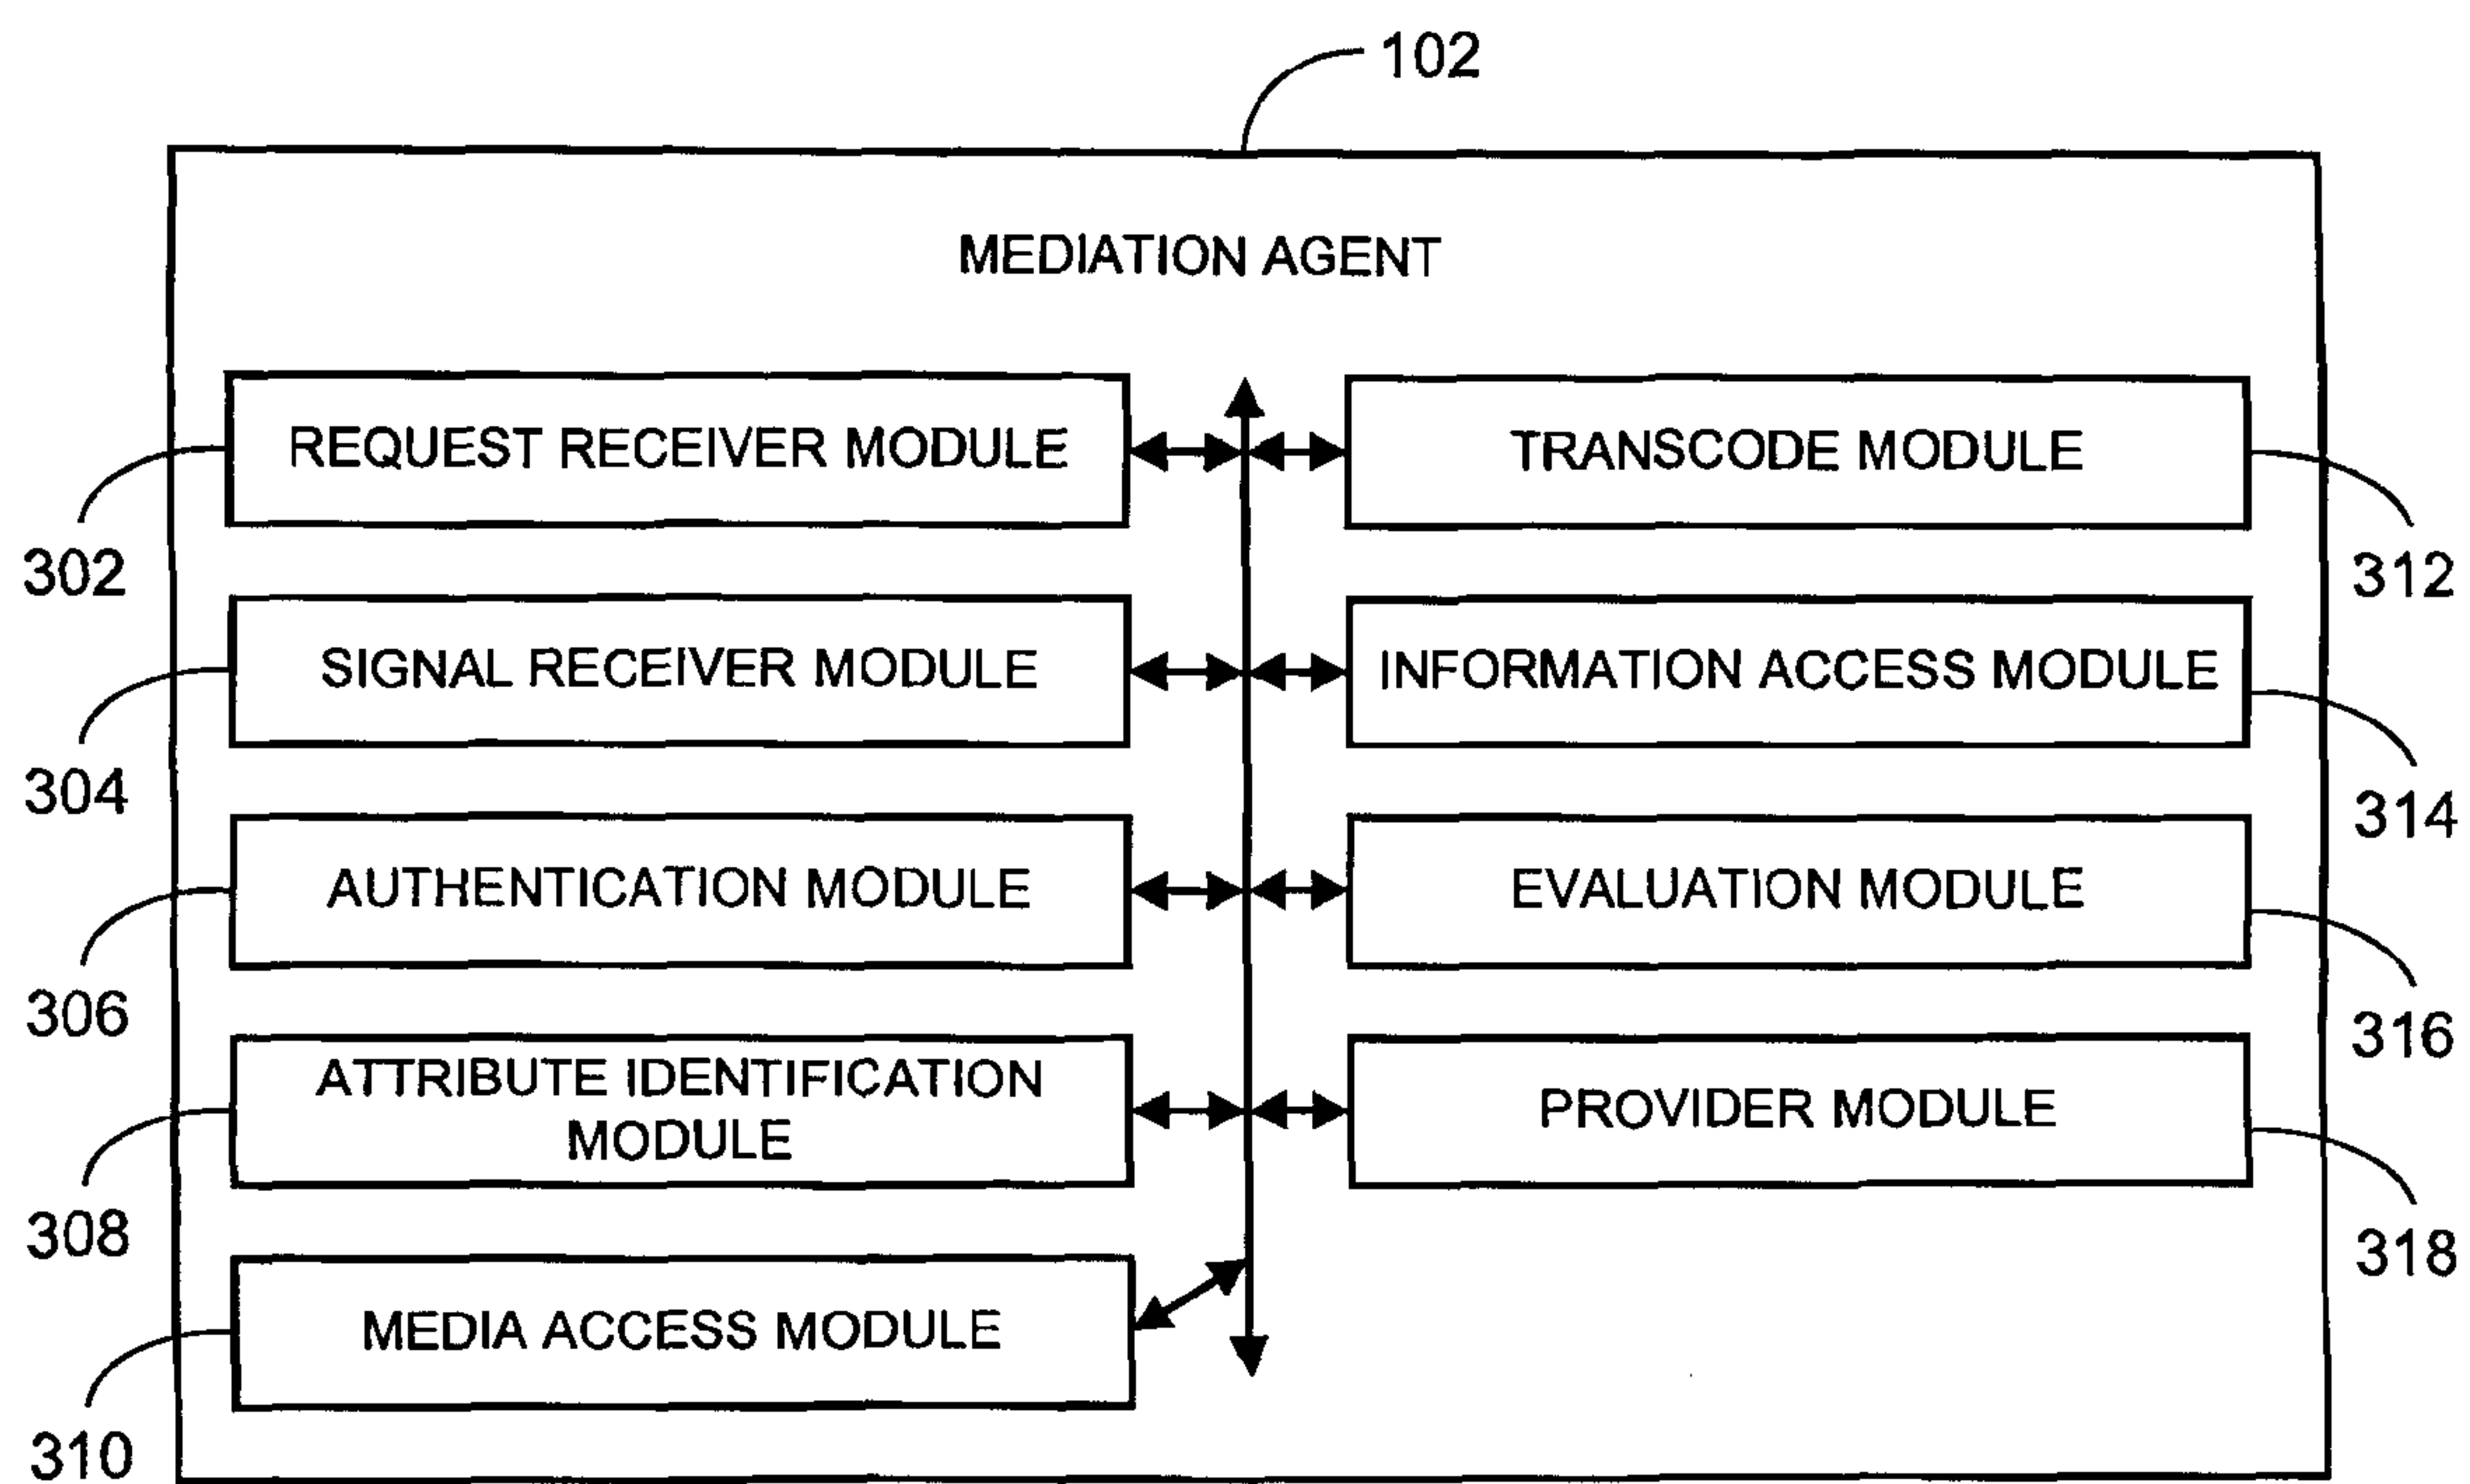 102
MEDIATION AGENT
REQUEST RECEIVER MODULE
TRANSCODE MODULE
302
312
SIGNAL RECEIVER MODULE
INFORMATION ACCESS MODULE
304
314
AUTHENTICATION MODULE
EVALUATION MODULE
306
316
ATTRIBUTE IDENTIFICATION
MODULE
PROVIDER MODULE
308
318
MEDIA ACCESS MODULE
310